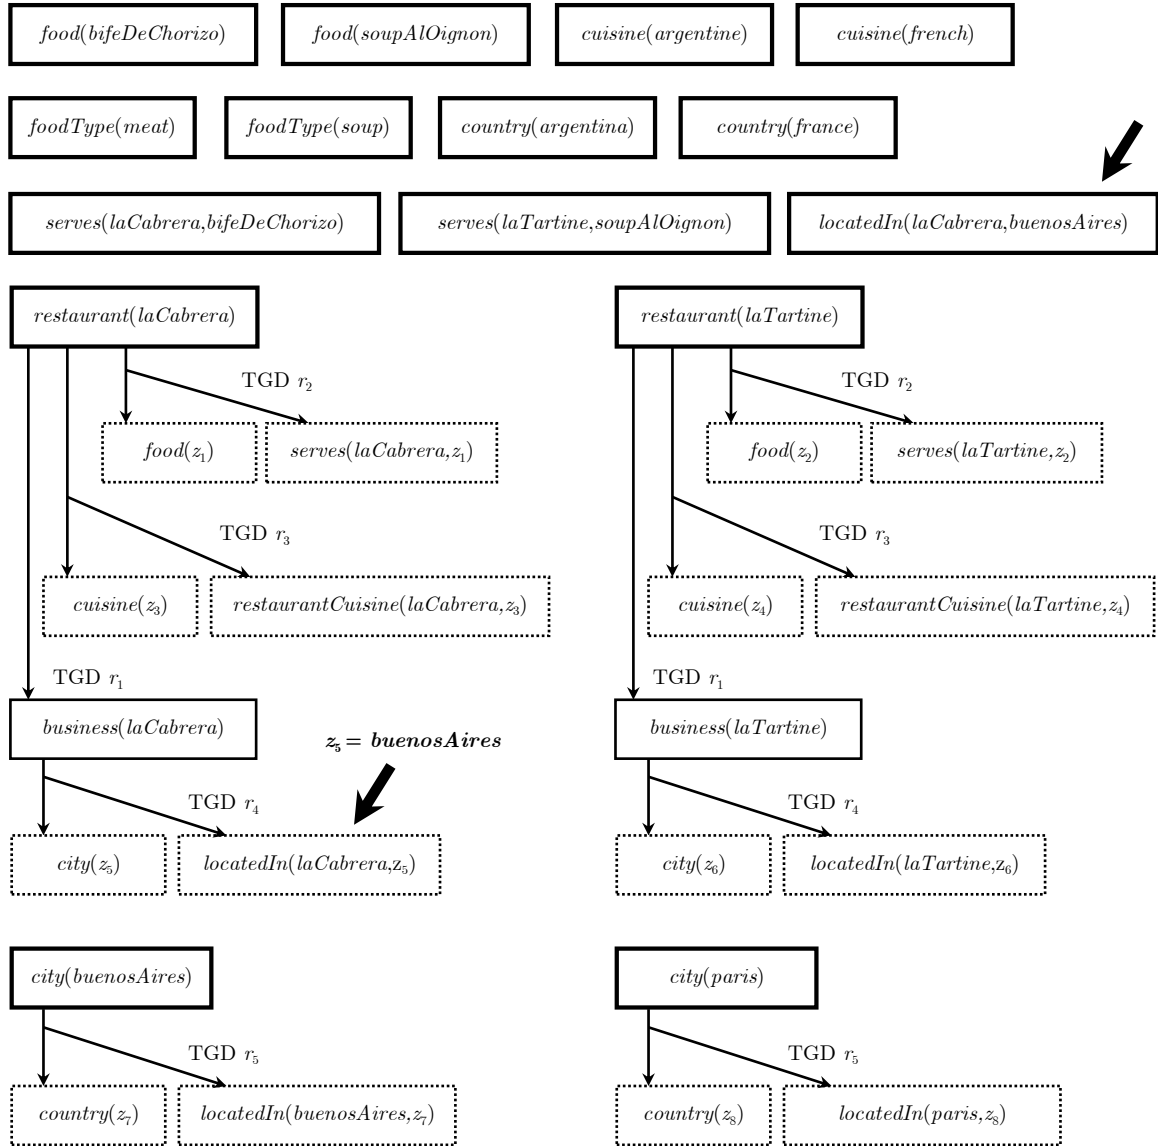 food(bifeDeChorizo) food(soupAlOignon) cuisine(argentine) cuisine(french)
foodType(meat) foodType(soup) country(argentina) country(france)
serves(laCabrera,bifeDeChorizo) serves(laTartine,soupAlOignon) locatedIn(laCabrera,buenosAires)
restaurant(laCabrera) restaurant(laTartine)
TGD r₂ TGD r₂
food(z₁) serves(laCabrera,z₁) food(z₂) serves(laTartine,z₂)
TGD r₃ TGD r₃
cuisine(z₃) restaurantCuisine(laCabrera,z₃) cuisine(z₄) restaurantCuisine(laTartine,z₄)
TGD r₁ TGD r₁
business(laCabrera) business(laTartine)
z₅ = buenosAires
TGD r₄ TGD r₄
city(z₅) locatedIn(laCabrera,z₅) city(z₆) locatedIn(laTartine,z₆)
city(buenosAires) city(paris)
TGD r₅ TGD r₅
country(z₇) locatedIn(buenosAires,z₇) country(z₈) locatedIn(paris,z₈)